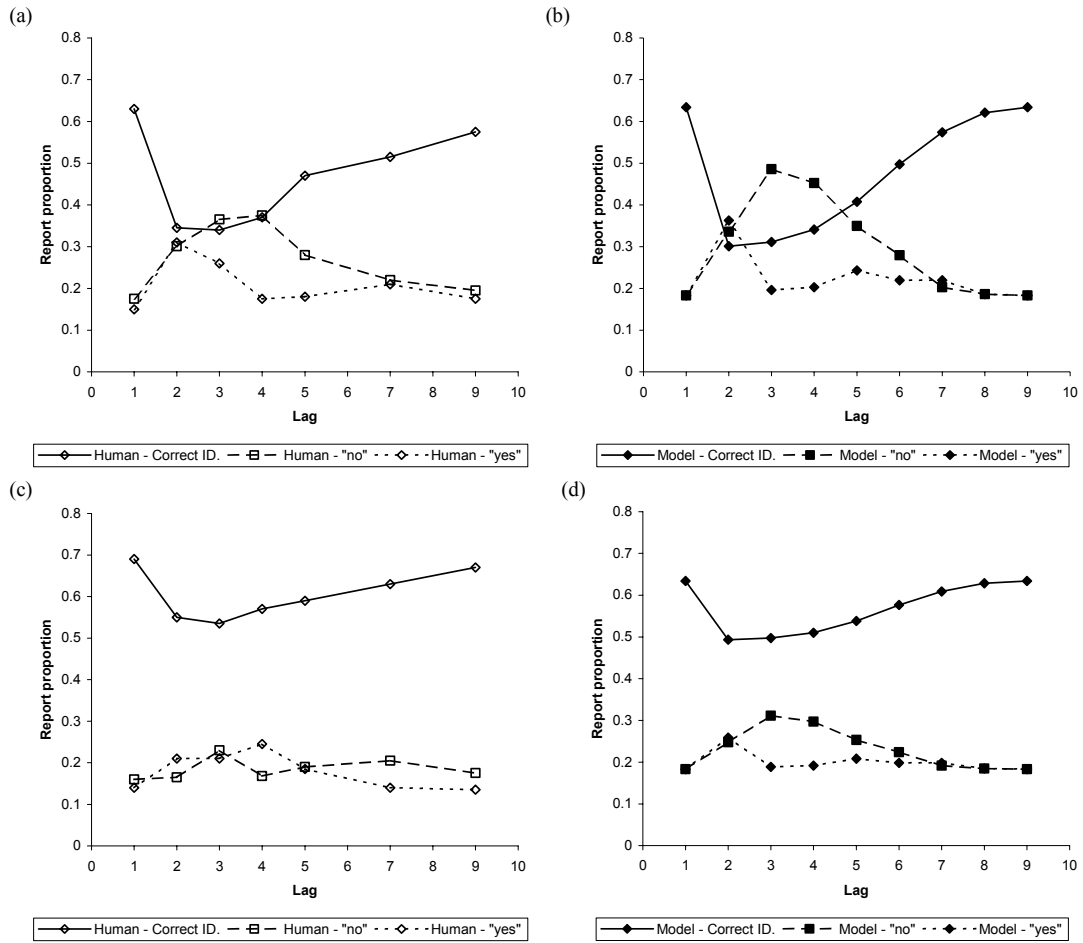 (a)
0.8
0.7
0.6
0.5
0.4
0.3
0.2
0.1
0
Report proportion
0 1 2 3 4 5 6 7 8 9 10
Lag
Human - Correct ID. Human - "no" Human - "yes"
(b)
0.8
0.7
0.6
0.5
0.4
0.3
0.2
0.1
0
Report proportion
0 1 2 3 4 5 6 7 8 9 10
Lag
Model - Correct ID. Model - "no" Model - "yes"
(c)
0.8
0.7
0.6
0.5
0.4
0.3
0.2
0.1
0
Report proportion
0 1 2 3 4 5 6 7 8 9 10
Lag
Human - Correct ID. Human - "no" Human - "yes"
(d)
0.8
0.7
0.6
0.5
0.4
0.3
0.2
0.1
0
Report proportion
0 1 2 3 4 5 6 7 8 9 10
Lag
Model - Correct ID. Model - "no" Model - "yes"